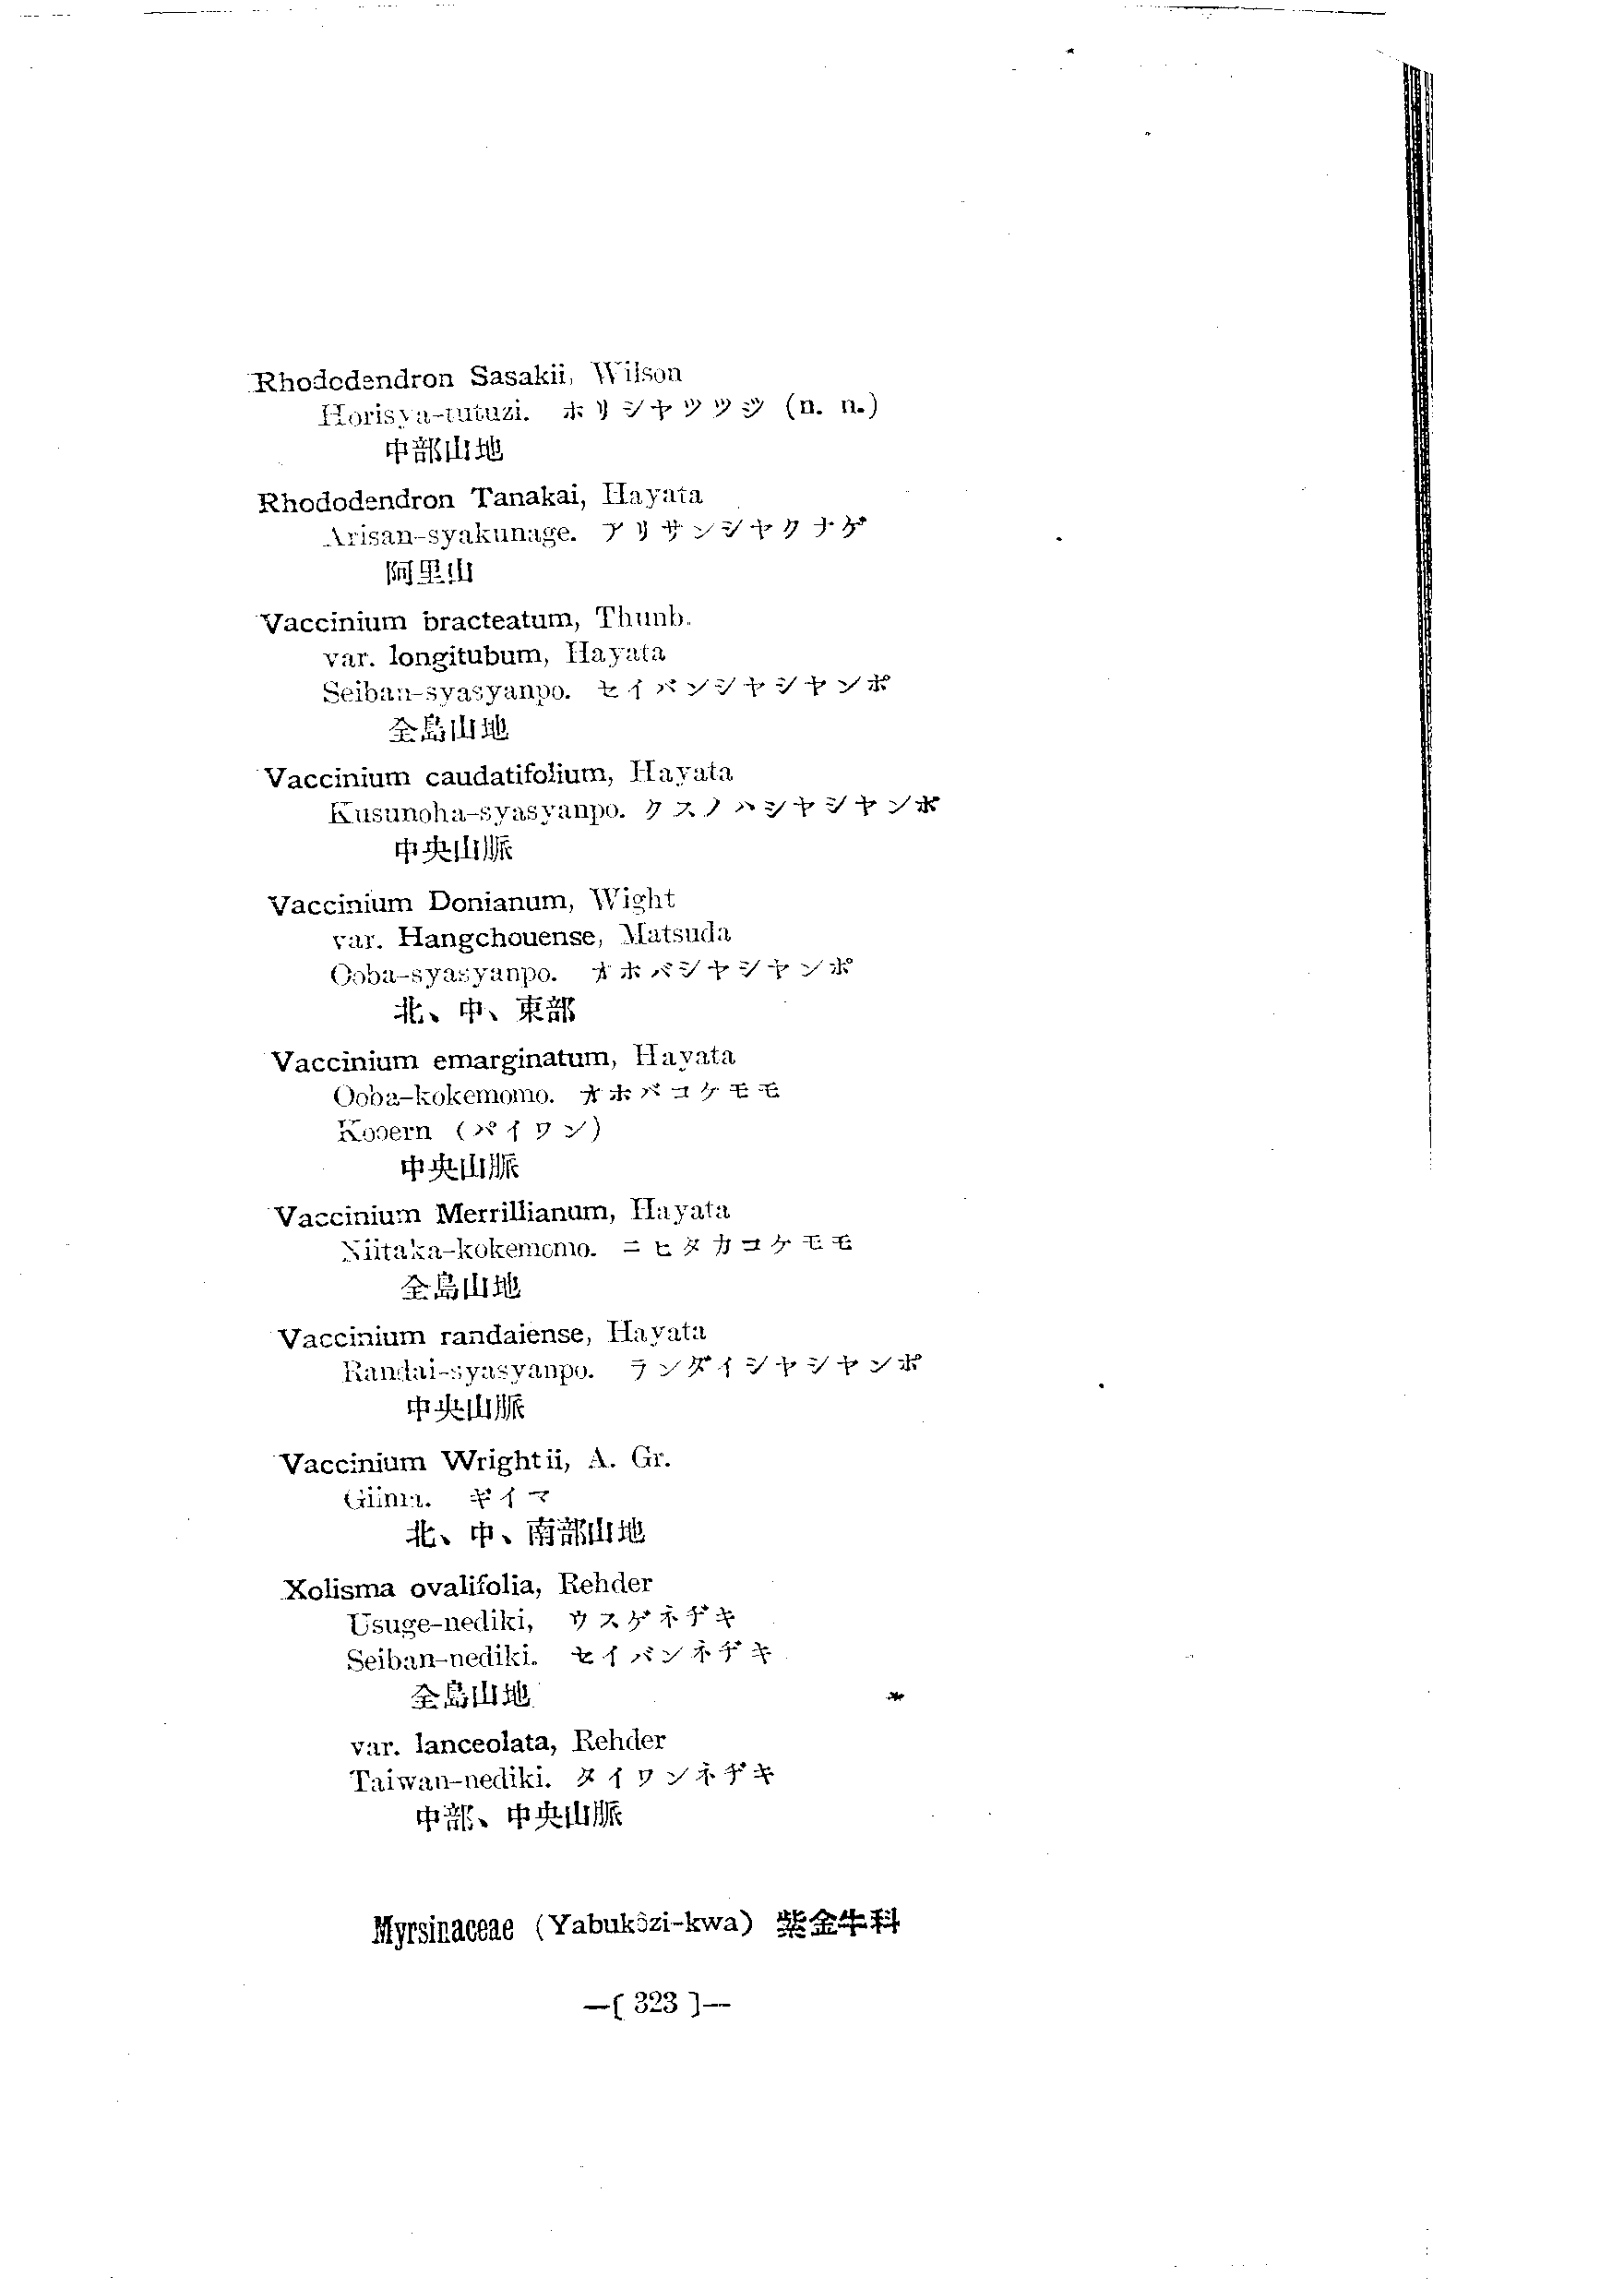 Rhododendron Sasakii, Wilson
Horisya-tutuzi. ホリシヤツツジ (n. n.)
中部山地
Rhododendron Tanakai, Hayata
Arisan-syakunage. アリサンシヤクナゲ
阿里山
Vaccinium bracteatum, Thunb.
var. longitubum, Hayata
Seiban-syasyanpo. セイバンシヤシヤンポ
全島山地
Vaccinium caudatifolium, Hayata
Kusunoha-syasyanpo. クスノハシヤシヤンポ
中央山脈
Vaccinium Donianum, Wight
var. Hangchouense, Matsuda
Ooba-syasyanpo. オホバシヤシヤンポ
北、中、東部
Vaccinium emarginatum, Hayata
Ooba-kokemomo. オホバコケモモ
(パイワン)
中央山脈
Vaccinium Merrillianum, Hayata
Niitaka-kokemomo. ニヒタカコケモモ
全島山地
Vaccinium randaiense, Hayata
Randai-syasyanpo. ランダイシヤシヤンポ
中央山脈
Vaccinium Wrightii, A. Gr.
Giima. ギイマ
北、中、南部山地
Xolisma ovalifolia, Rehder
Usuge-nediki, ウスゲネヂキ
Seiban-nediki. セイバンネヂキ
全島山地
var. lanceolata, Rehder
Taiwan-nediki. タイワンネヂキ
中部、中央山脈
Myrsinaceae (Yabukôzi-kwa) 紫金牛科
—[ 323 ]—